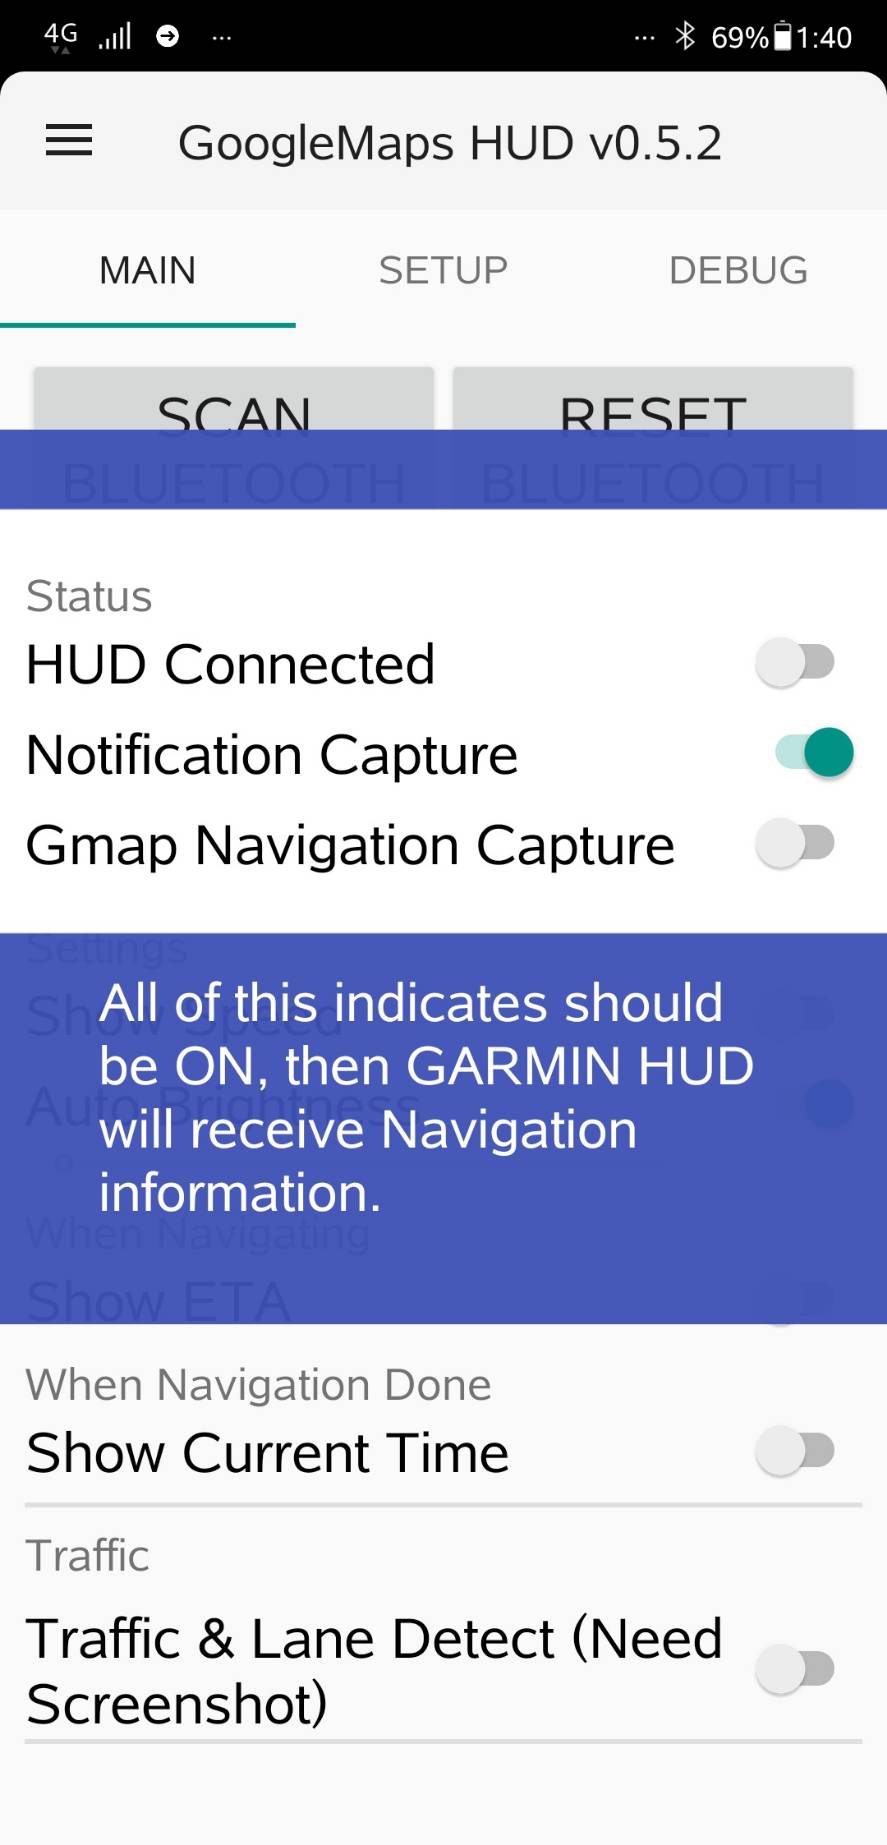 4G ... ... 69% 1:40
GoogleMaps HUD v0.5.2
MAIN SETUP DEBUG
SCAN RESET
BLUETOOTH BLUETOOTH
Status
HUD Connected
Notification Capture
Gmap Navigation Capture
Settings
All of this indicates should
Show Speed
be ON, then GARMIN HUD
Auto Brightness
will receive Navigation
information.
When Navigating
Show ETA
When Navigation Done
Show Current Time
Traffic
Traffic & Lane Detect (Need
Screenshot)